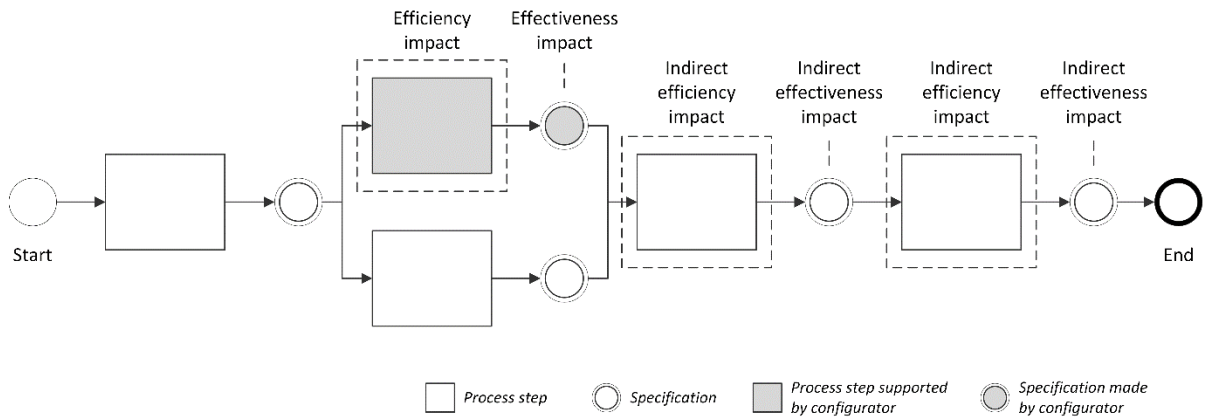 Efficiency
impact
Effectiveness
impact
Indirect
efficiency
impact
Indirect
effectiveness
impact
Indirect
efficiency
impact
Indirect
effectiveness
impact
Start
End
Process step
Specification
Process step supported
by configurator
Specification made
by configurator